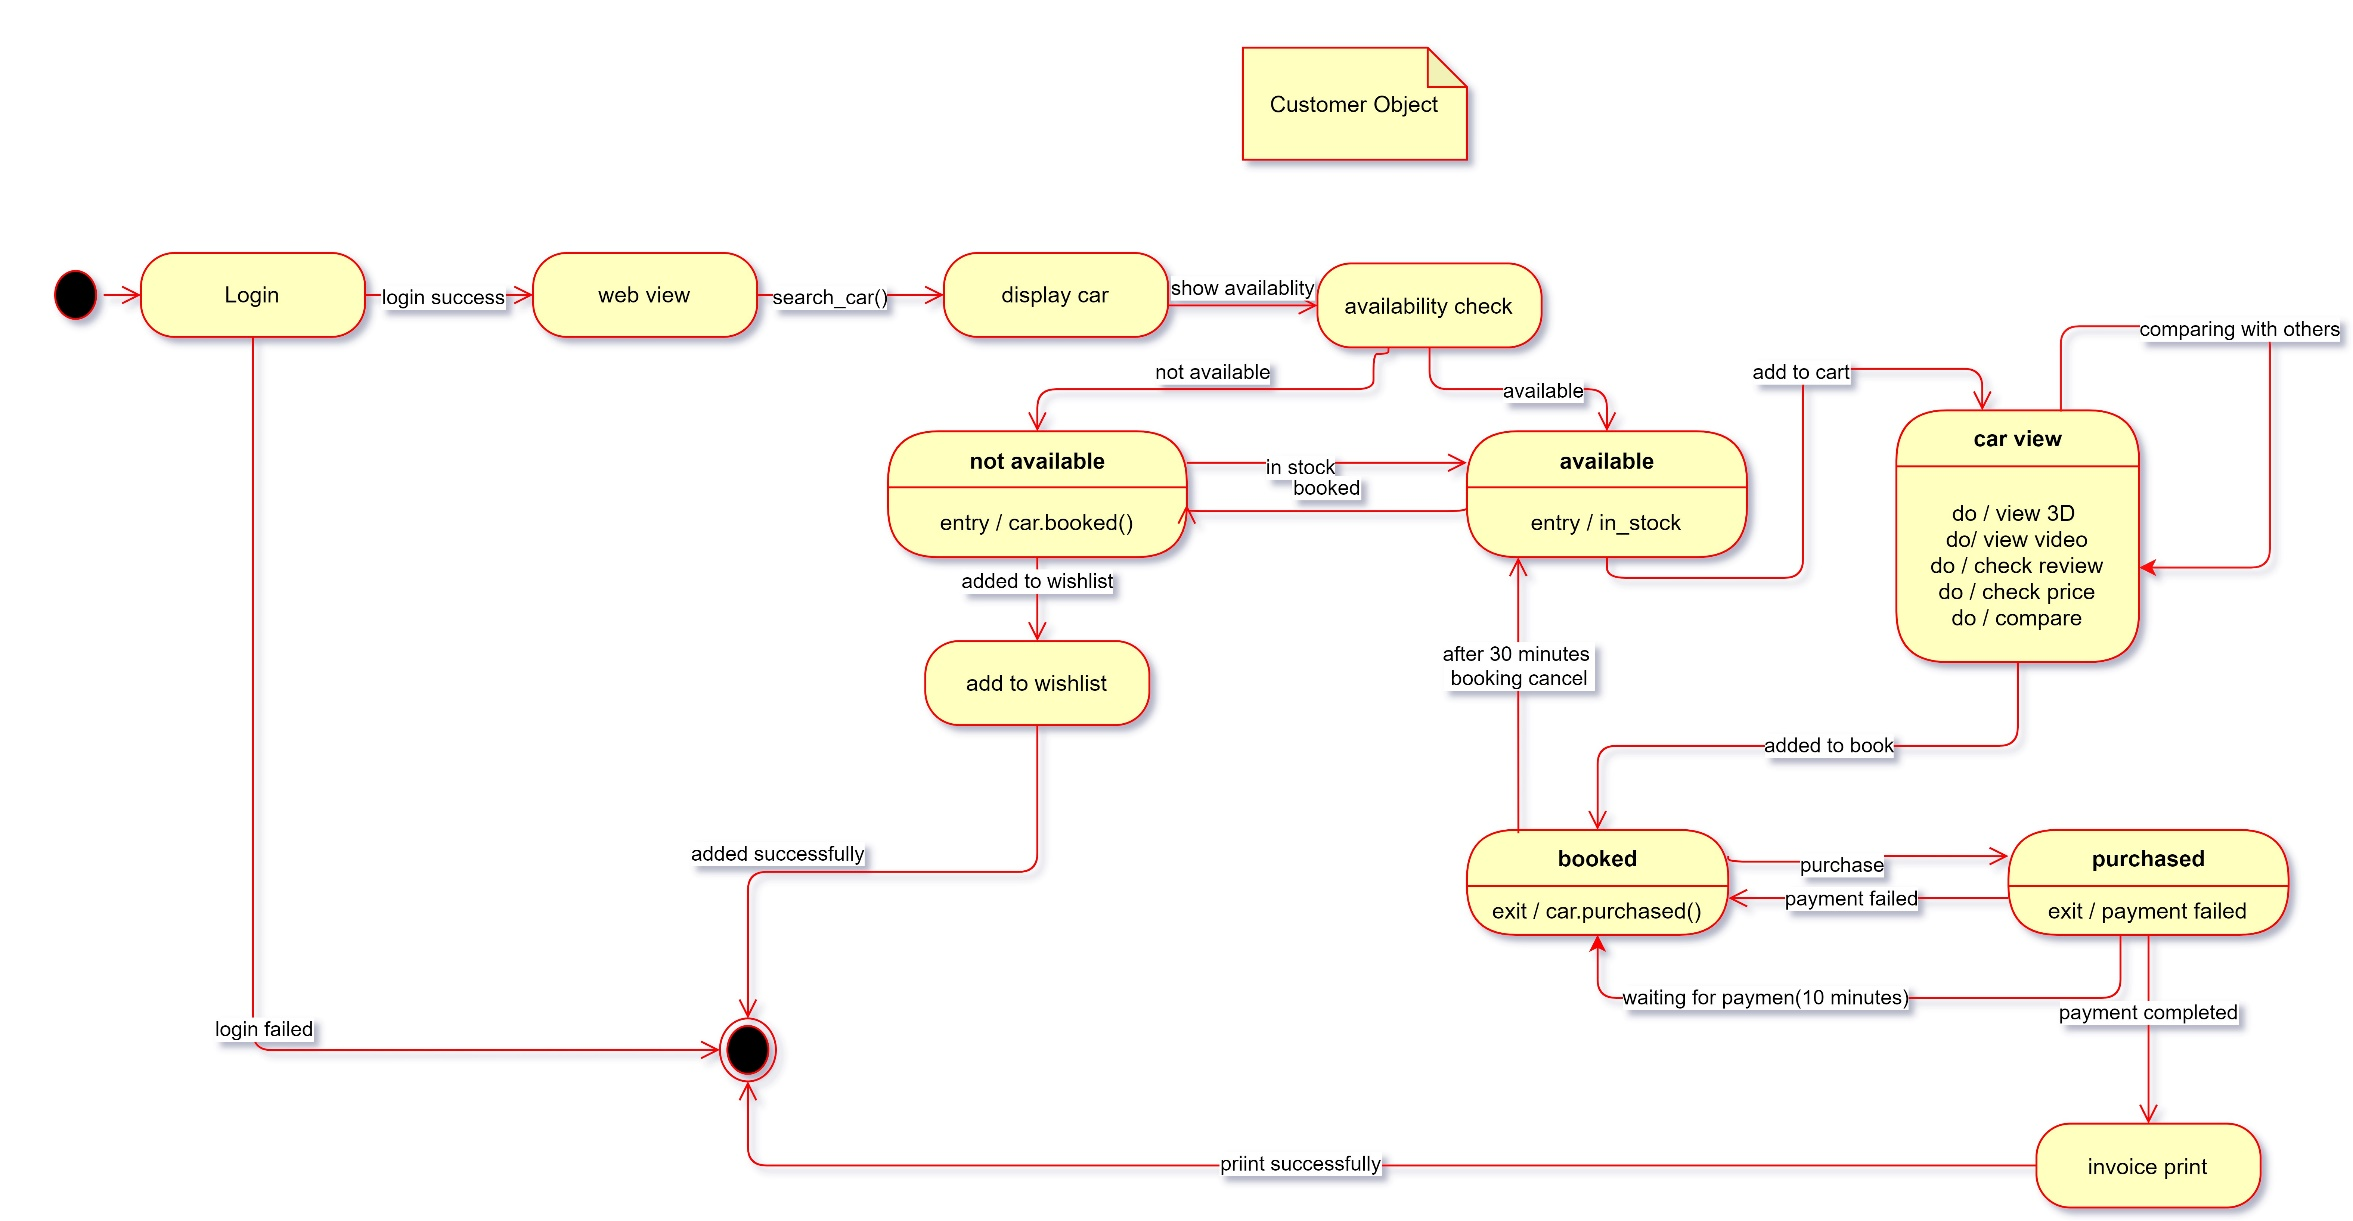 Customer Object
Login
login success
web view
search_car()
display car
show availablity
availability check
comparing with others
not available
available
add to cart
not available
entry / car.booked()
in stock
booked
available
entry / in_stock
car view
do / view 3D
do/ view video
do / check review
do / check price
do / compare
added to wishlist
add to wishlist
after 30 minutes
booking cancel
added to book
added successfully
booked
exit / car.purchased()
purchase
payment failed
purchased
exit / payment failed
waiting for paymen(10 minutes)
payment completed
login failed
priint successfully
invoice print